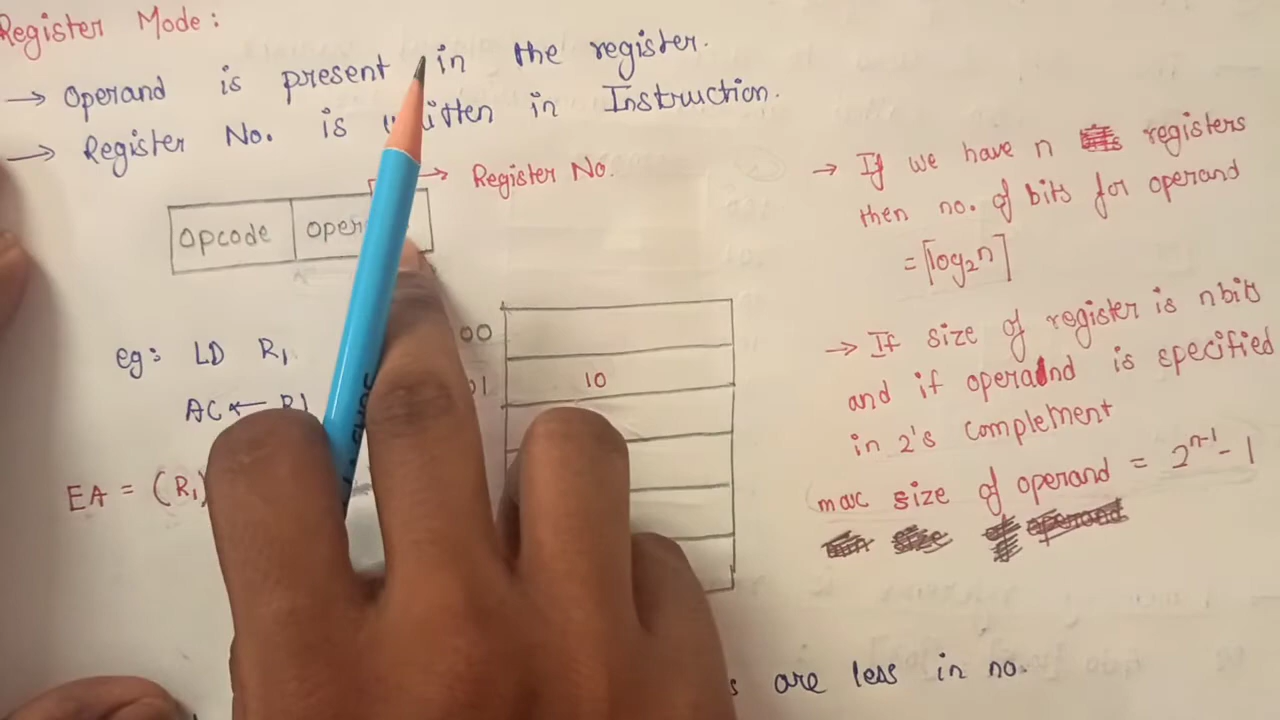 Register Mode:
→ Operand is present in the register.
→ Register No. is written in Instruction.
→ Register No.
opcode
eg: LD R1
AC ← R1
EA = (R1)
00
01 10
→ If we have n registers
then no. of bits for operand
= ⌈log₂n⌉
→ If size of register is n bits
and if operand is specified
in 2's complement
max size of operand = 2ⁿ⁻¹ - 1
are less in no.